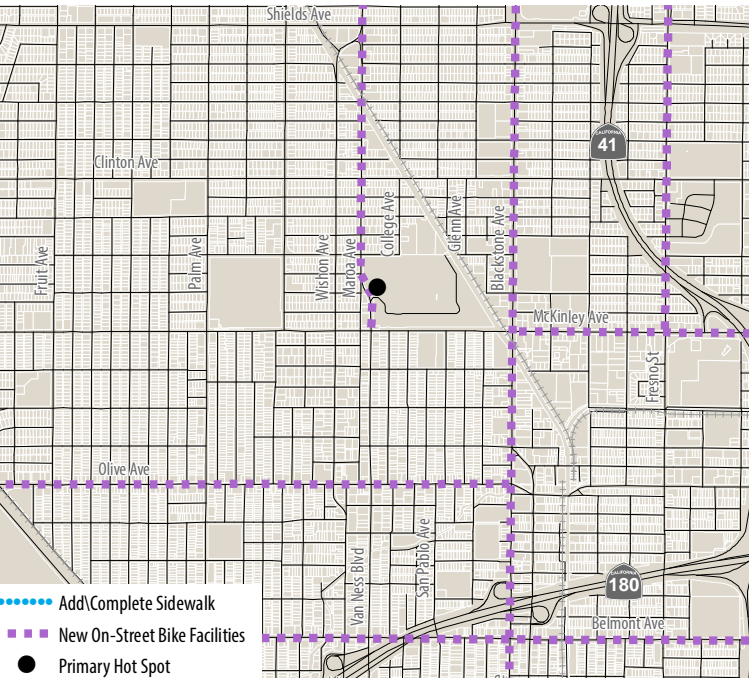 Shields Ave
CALIFORNIA
41
Clinton Ave
College Ave
Glenn Ave
Blackstone Ave
Fruit Ave
Palm Ave
Wishon Ave
Maroa Ave
McKinley Ave
Fresno St
Olive Ave
Van Ness Blvd
San Pablo Ave
CALIFORNIA
180
Belmont Ave
Add\Complete Sidewalk
New On-Street Bike Facilities
Primary Hot Spot